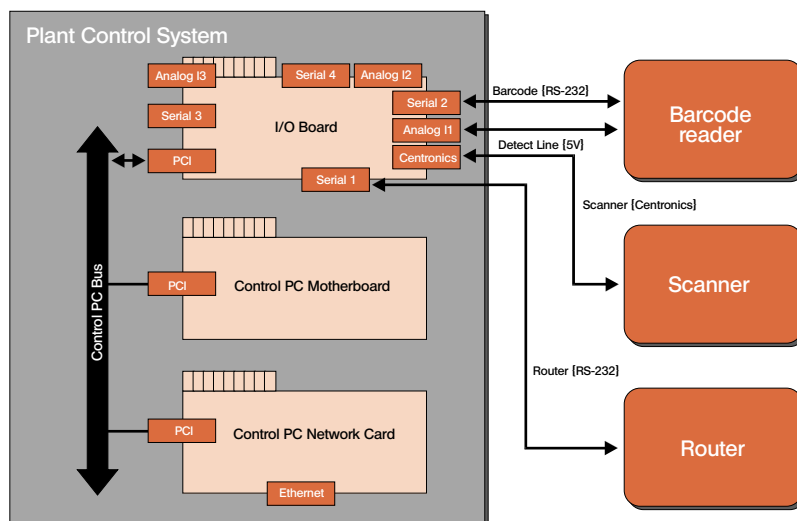 Plant Control System
Analog I3
Serial 4
Analog I2
Serial 3
I/O Board
Serial 2
Analog I1
PCI
Centronics
Serial 1
Barcode [RS-232]
Barcode
reader
Detect Line [5V]
Scanner [Centronics]
Control PC Bus
PCI
Control PC Motherboard
Scanner
Router [RS-232]
PCI
Control PC Network Card
Router
Ethernet